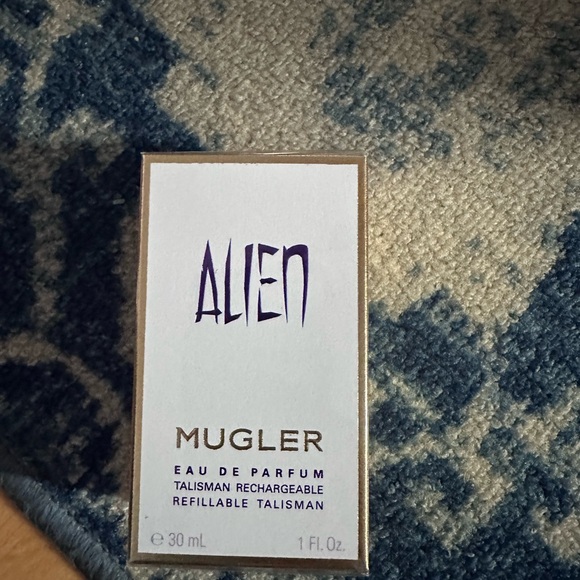 ALIEN
MUGLER
EAU DE PARFUM
TALISMAN RECHARGEABLE
REFILLABLE TALISMAN
℮ 30 mL 1 Fl. Oz.